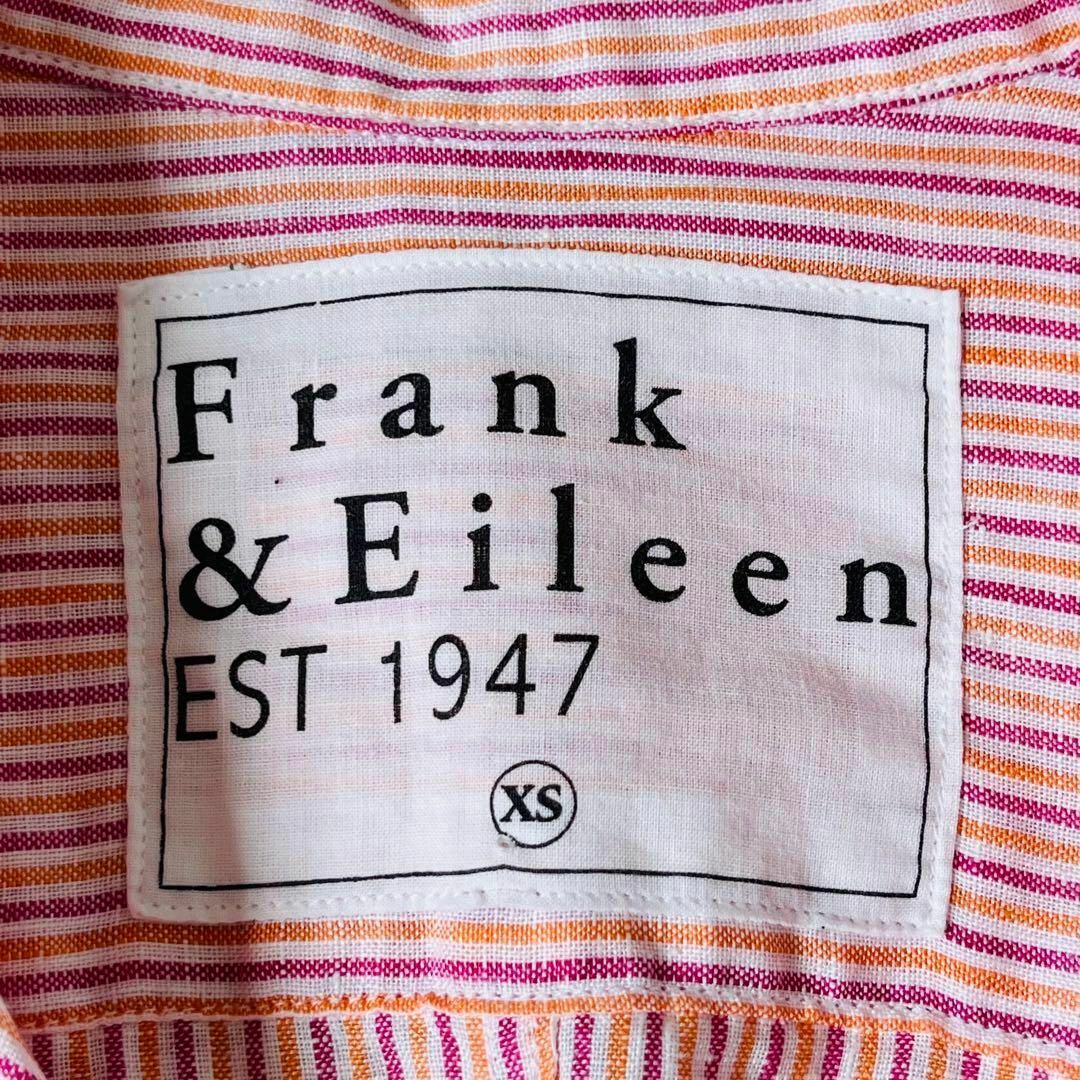 Frank
& Eileen
EST 1947
XS